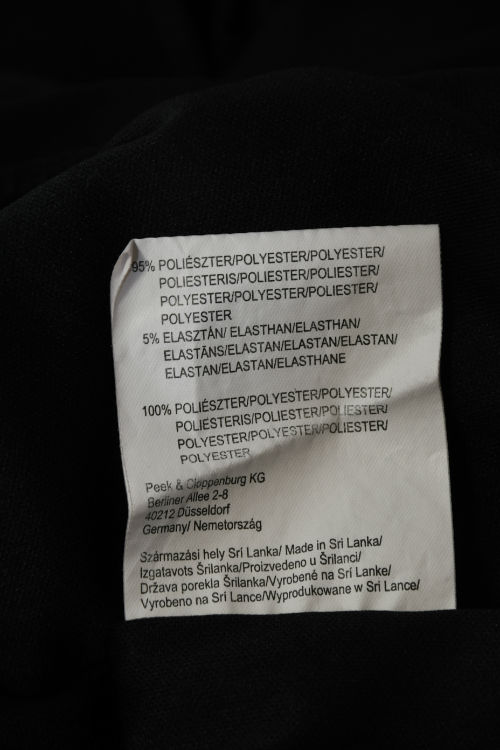 95% POLIÉSZTER/POLYESTER/POLYESTER/
POLIESTERIS/POLIESTER/POLIESTER/
POLYESTER/POLYESTER/POLIESTER/
POLYESTER
5% ELASZTÁN/ ELASTHAN/ELASTHAN/
ELASTĀNS/ELASTAN/ELASTAN/ELASTAN/
ELASTAN/ELASTAN/ELASTHANE
100% POLIÉSZTER/POLYESTER/POLYESTER/
POLIESTERIS/POLIESTER/POLIESTER/
POLYESTER/POLYESTER/POLIESTER/
POLYESTER
Peek & Cloppenburg KG
Berliner Allee 2-8
40212 Düsseldorf
Germany/ Nemetország
Származási hely Srí Lanka/ Made in Sri Lanka/
Izgatavots Šrilanka/Proizvedeno u Šrilanci/
Država porekla Šrilanka/Vyrobené na Srí Lanke/
Vyrobeno na Srí Lance/Wyprodukowane w Sri Lance/